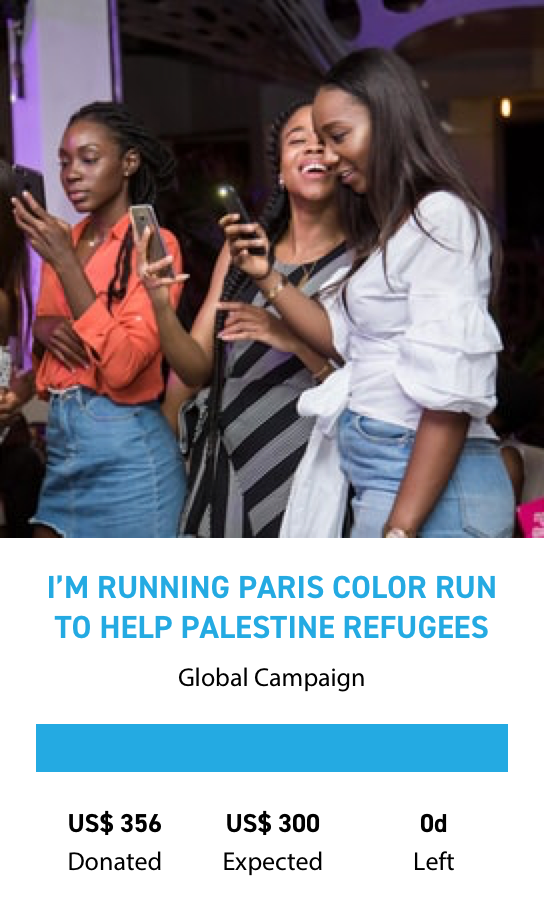 I’M RUNNING PARIS COLOR RUN
TO HELP PALESTINE REFUGEES
Global Campaign
US$ 356
Donated
US$ 300
Expected
0d
Left